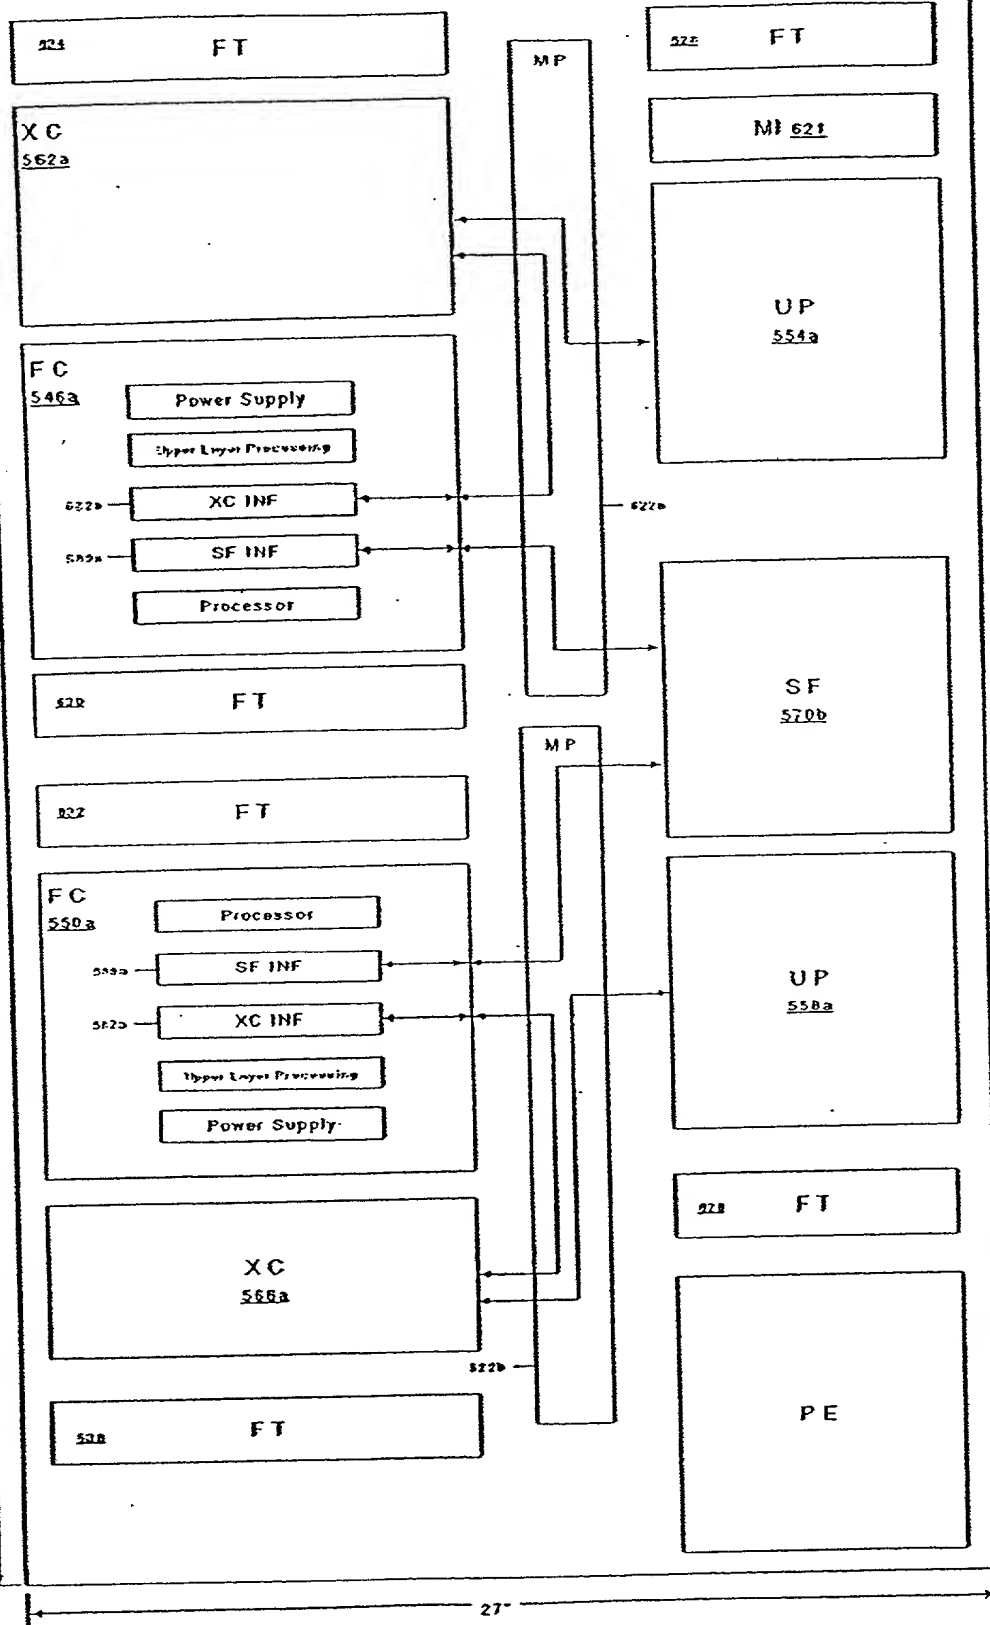 FT
XC
562a
FC
546a
Power Supply
Upper Layer Processing
XC INF
SF INF
Processor
FT
FT
FC
550a
Processor
SF INF
XC INF
Upper Layer Processing
Power Supply
XC
566a
FT
MP
MP
622b
FT
MI 621
UP
554a
SF
570b
UP
558a
628 FT
PE
27"